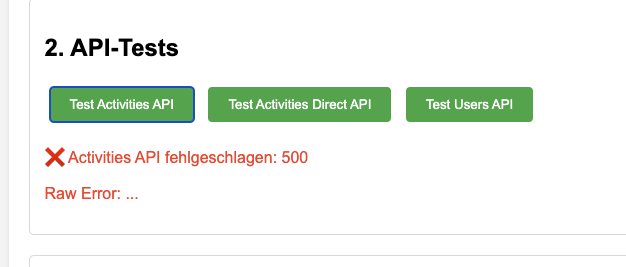 2. API-Tests
Test Activities API
Test Activities Direct API
Test Users API
❌ Activities API fehlgeschlagen: 500
Raw Error: ...